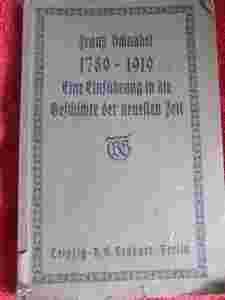 Franz Schnabel
1789-1919
Eine Einführung in die
Geschichte der neuesten Zeit
Leipzig · B. G. Teubner · Berlin